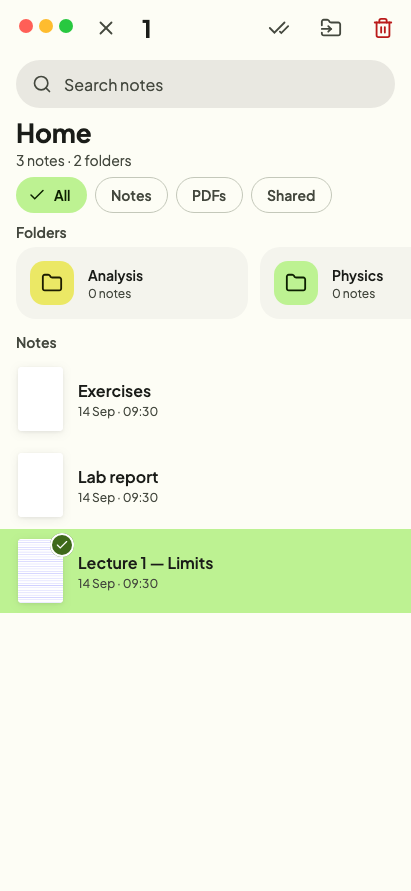 1
Search notes
Home
3 notes · 2 folders
All
Notes
PDFs
Shared
Folders
Analysis
0 notes
Physics
0 notes
Notes
Exercises
14 Sep · 09:30
Lab report
14 Sep · 09:30
Lecture 1 — Limits
14 Sep · 09:30